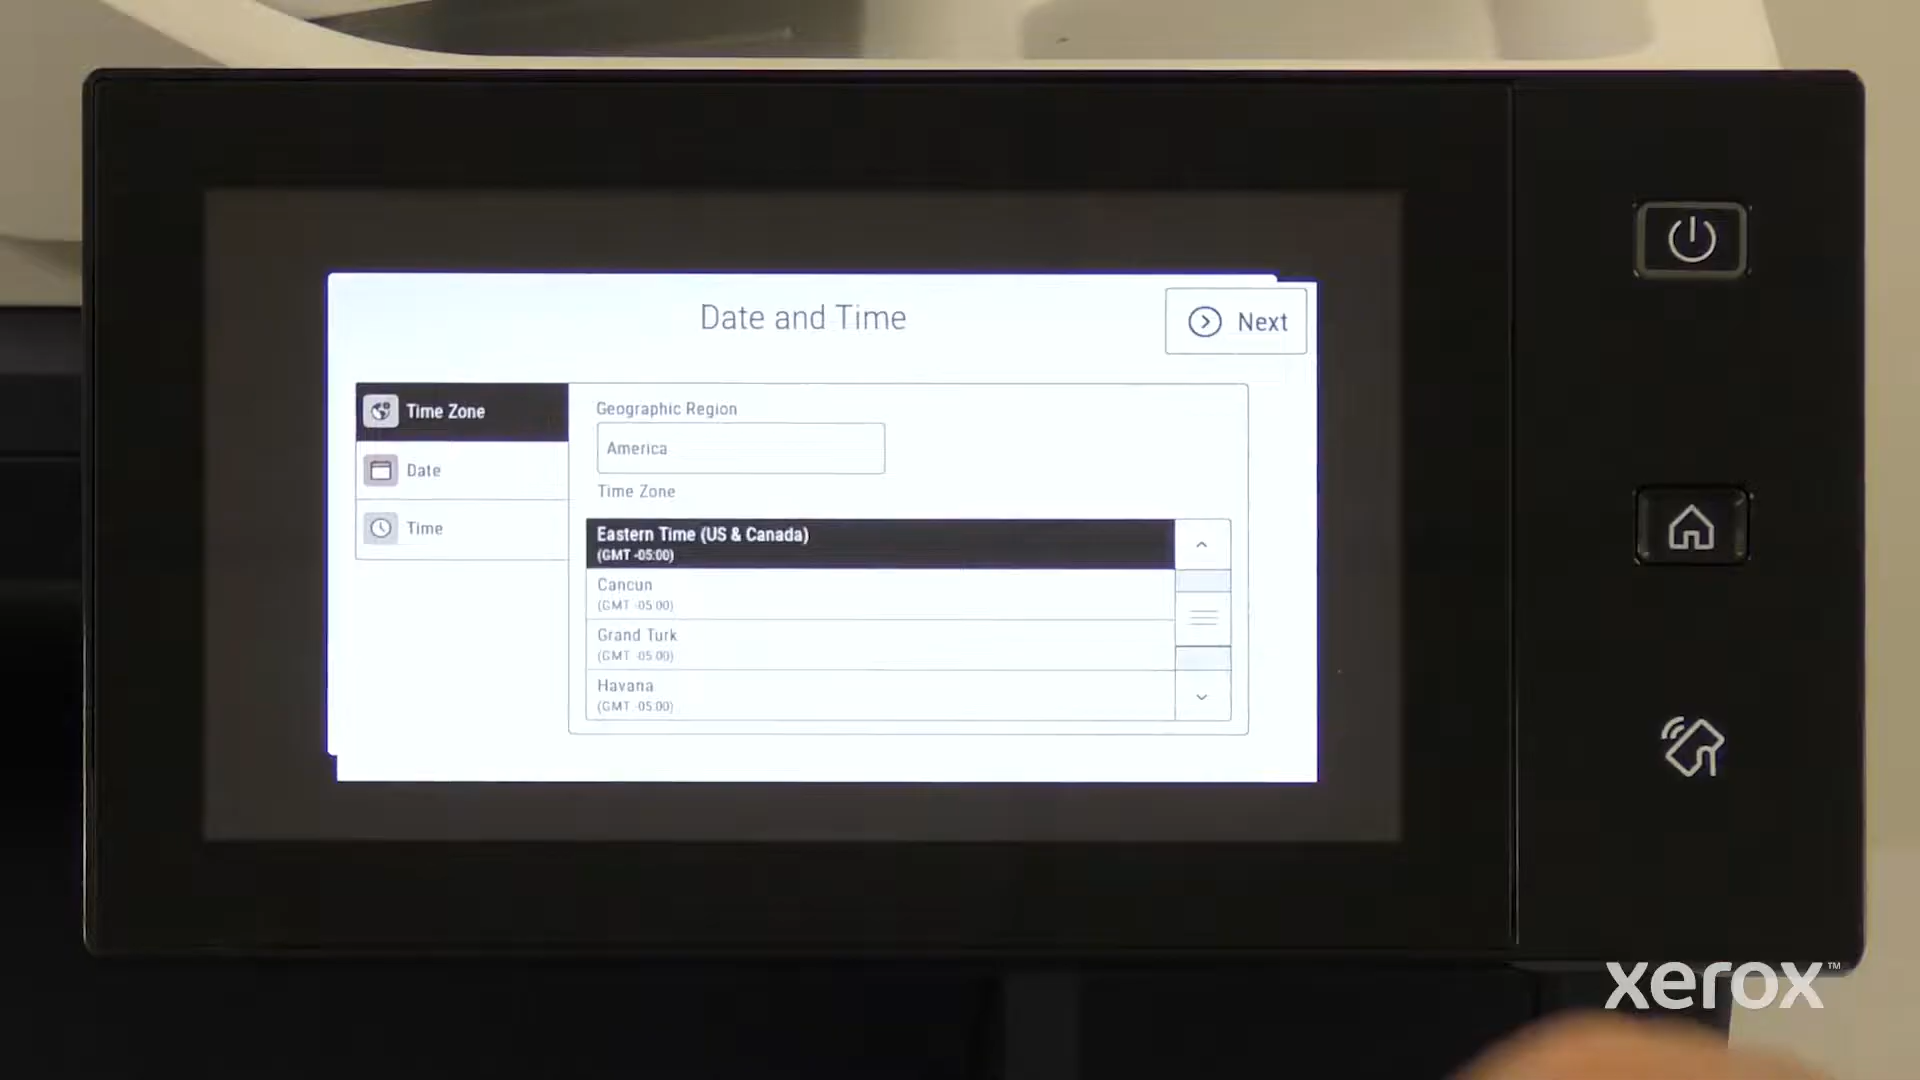 Date and Time
Next
Time Zone
Date
Time
Geographic Region
America
Time Zone
Eastern Time (US & Canada)
(GMT -05:00)
Cancun
(GMT -05:00)
Grand Turk
(GMT -05:00)
Havana
(GMT -05:00)
xerox™